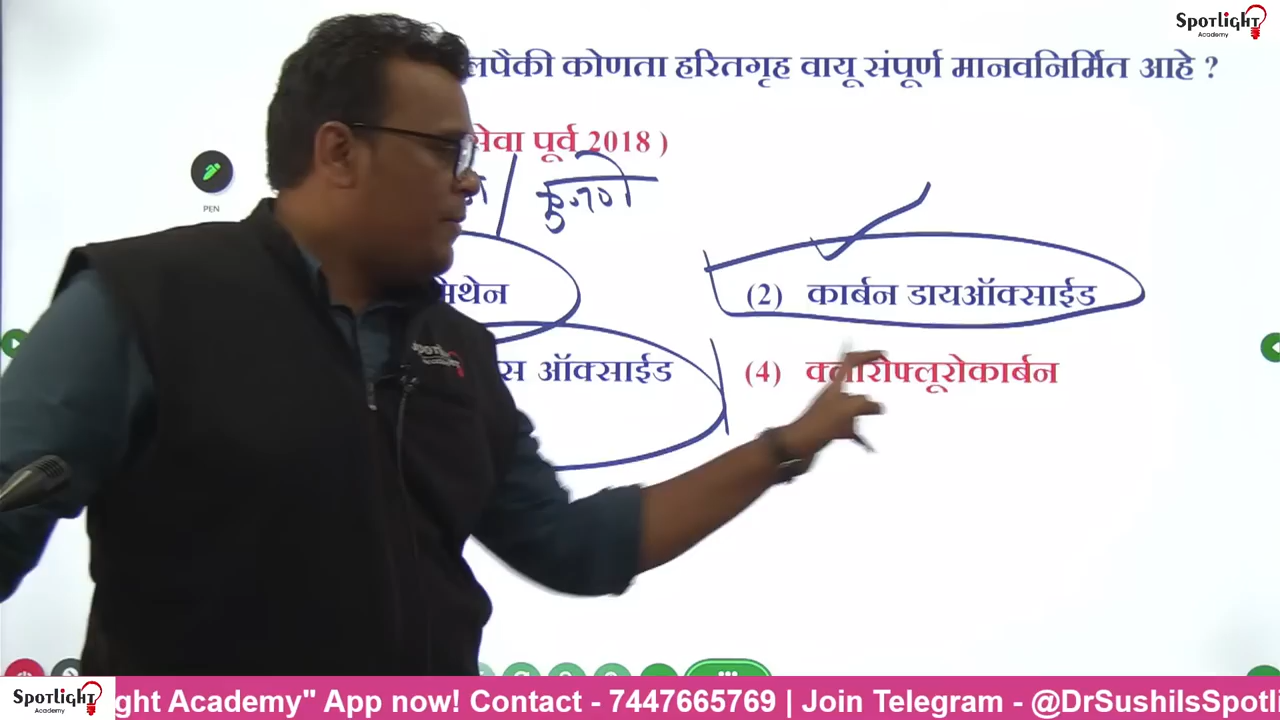 SpotLight
Academy
लपैकी कोणता हरितगृह वायू संपूर्ण मानवनिर्मित आहे ?
सेवा पूर्व 2018 )
PEN
मिथेन
(2) कार्बन डायऑक्साईड
स ऑक्साईड
(4) क्लोरोफ्लूरोकार्बन
SpotLight
Academy
ght Academy" App now! Contact - 7447665769 | Join Telegram - @DrSushilsSpotli